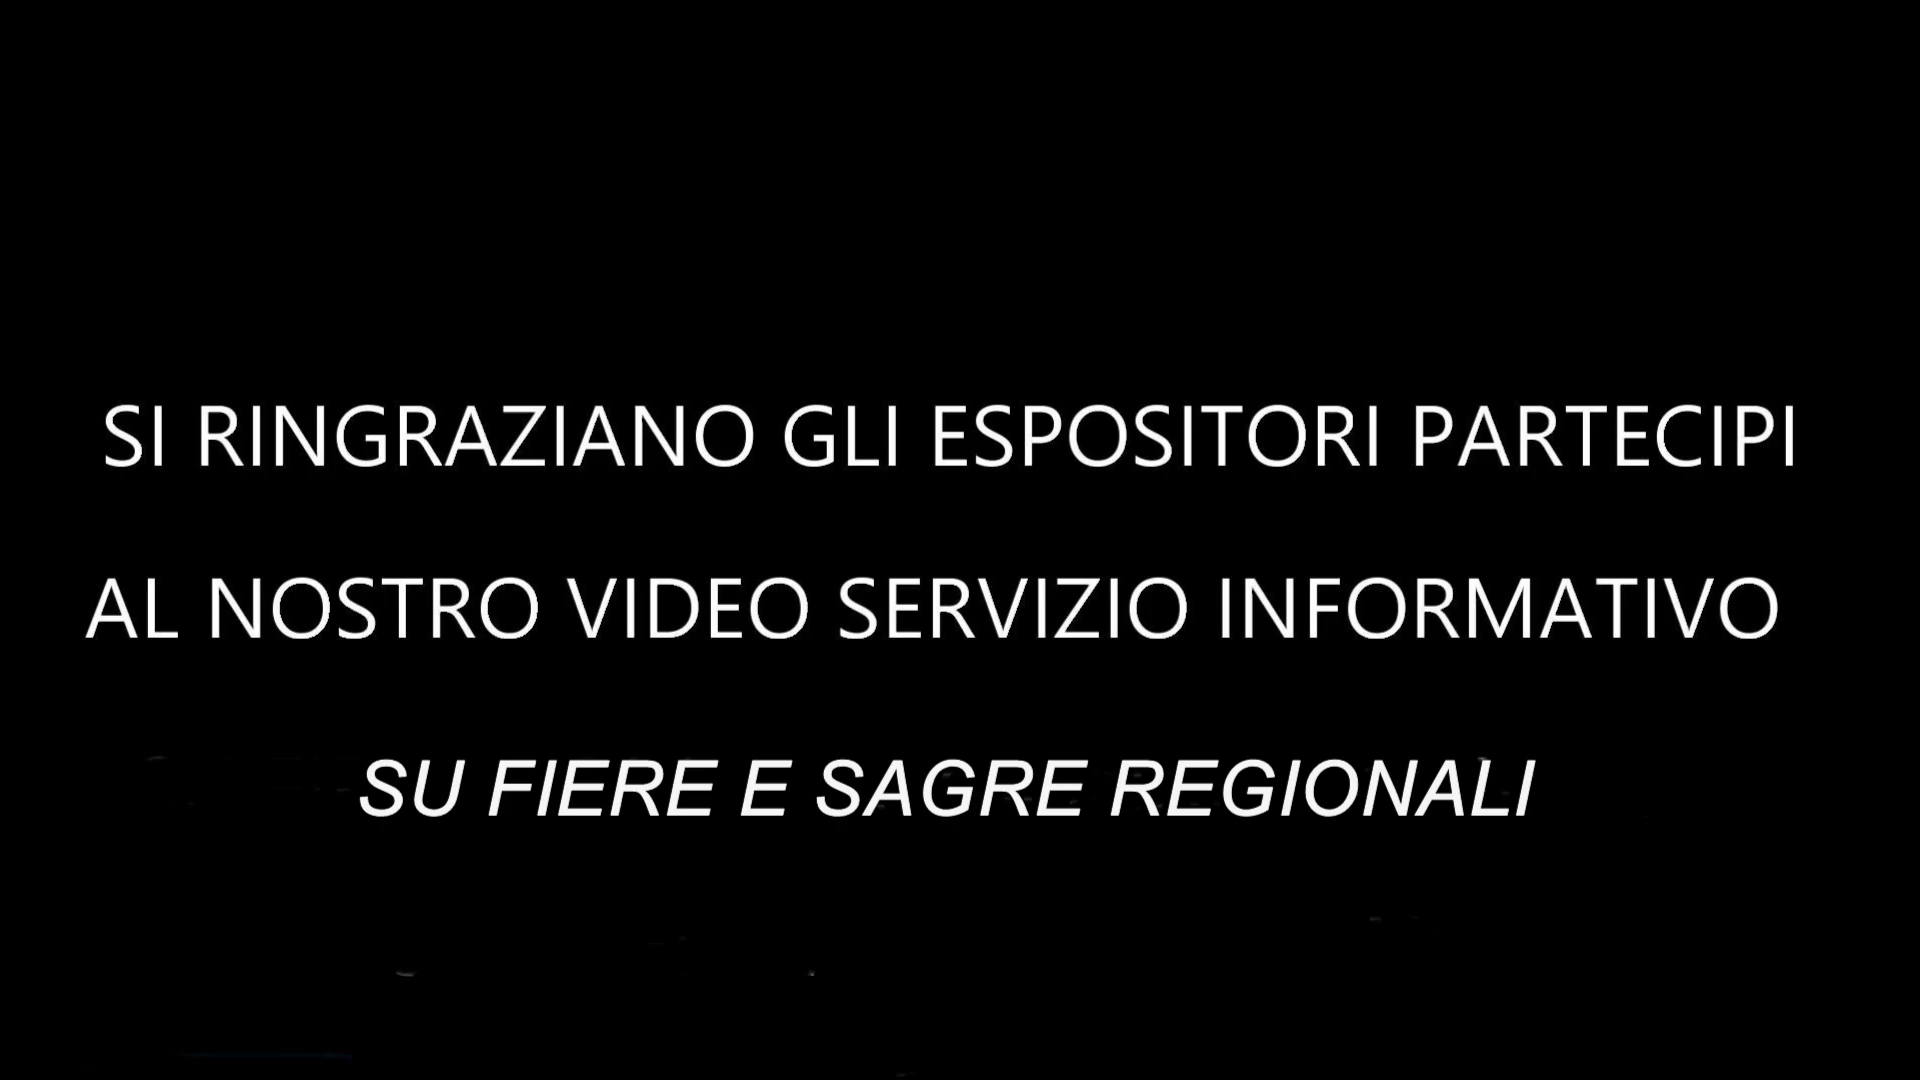 SI RINGRAZIANO GLI ESPOSITORI PARTECIPI
AL NOSTRO VIDEO SERVIZIO INFORMATIVO
SU FIERE E SAGRE REGIONALI